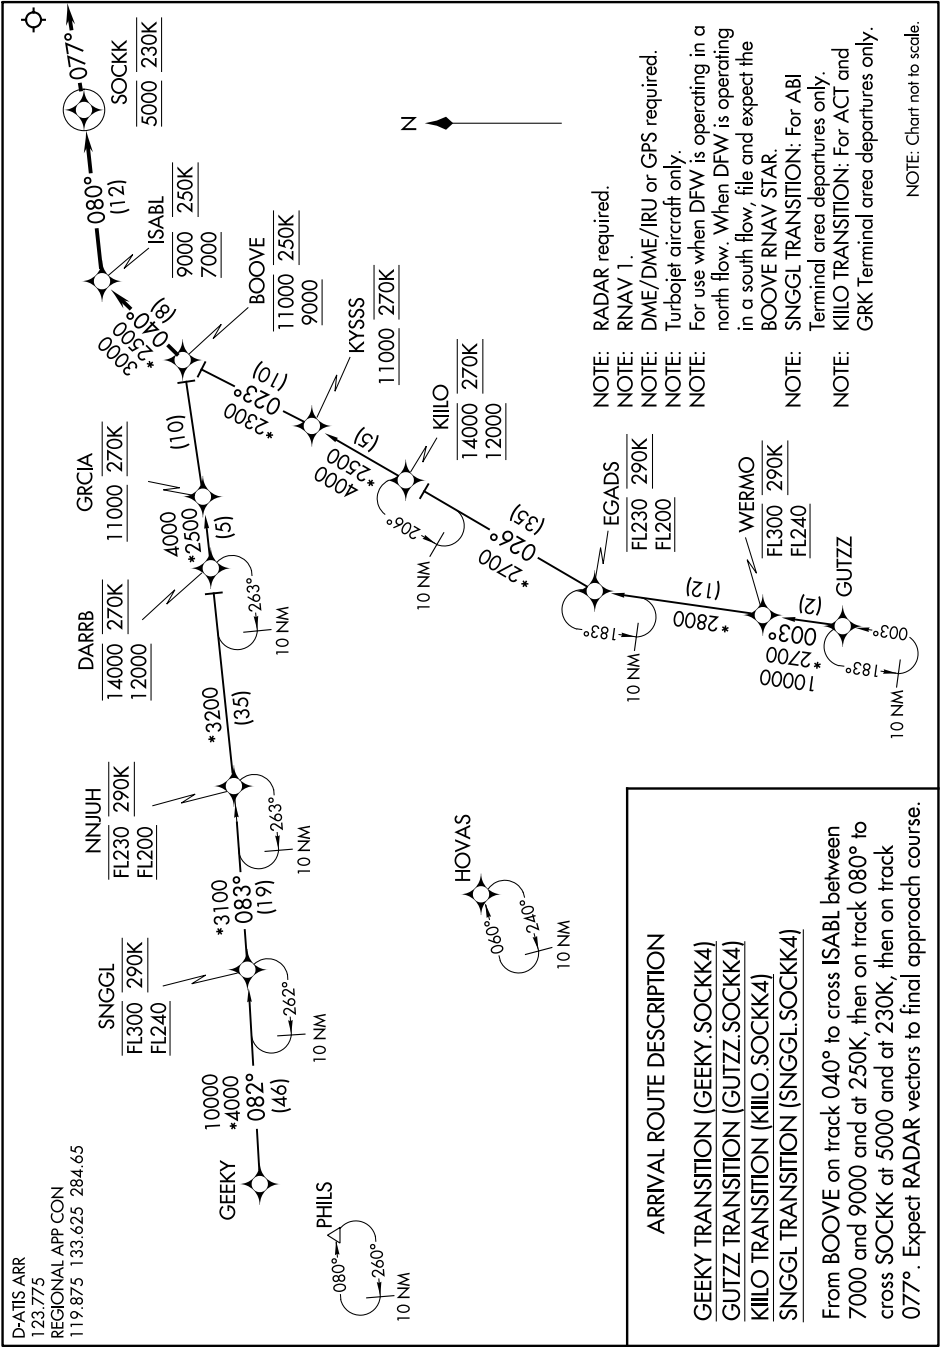 D-ATIS ARR
123.775
REGIONAL APP CON
119.875 133.625 284.65
GEEKY
10000
*4000
082°
(46)
SNGGL
FL300 290K
FL240
262°
10 NM
*3100
083°
(19)
NNJUH
FL230 290K
FL200
263°
10 NM
*3200
(35)
DARRB
14000 270K
12000
263°
10 NM
4000
*2500
(5)
GRCIA
11000 270K
(10)
BOOVE
11000 250K
9000
3000
*2500
040°
(8)
ISABL
9000 250K
7000
080°
(12)
SOCKK
5000 230K
077°
N
KYSSS
11000 270K
*2300
023°
(10)
KIILO
14000 270K
12000
4000
*2500
(5)
206°
10 NM
*2700
026°
(35)
EGADS
FL230 290K
FL200
183°
10 NM
*2800
(12)
WERMO
FL300 290K
FL240
10000
*2700
003°
(2)
GUTZZ
003°
183°
10 NM
PHILS
080°
260°
10 NM
HOVAS
060°
240°
10 NM
NOTE: RADAR required.
NOTE: RNAV 1.
NOTE: DME/DME/IRU or GPS required.
NOTE: Turbojet aircraft only.
NOTE: For use when DFW is operating in a
north flow. When DFW is operating
in a south flow, file and expect the
BOOVE RNAV STAR.
NOTE: SNGGL TRANSITION: For ABI
Terminal area departures only.
NOTE: KIILO TRANSITION: For ACT and
GRK Terminal area departures only.
NOTE: Chart not to scale.
ARRIVAL ROUTE DESCRIPTION
GEEKY TRANSITION (GEEKY.SOCKK4)
GUTZZ TRANSITION (GUTZZ.SOCKK4)
KIILO TRANSITION (KIILO.SOCKK4)
SNGGL TRANSITION (SNGGL.SOCKK4)
From BOOVE on track 040° to cross ISABL between
7000 and 9000 and at 250K, then on track 080° to
cross SOCKK at 5000 and at 230K, then on track
077°. Expect RADAR vectors to final approach course.